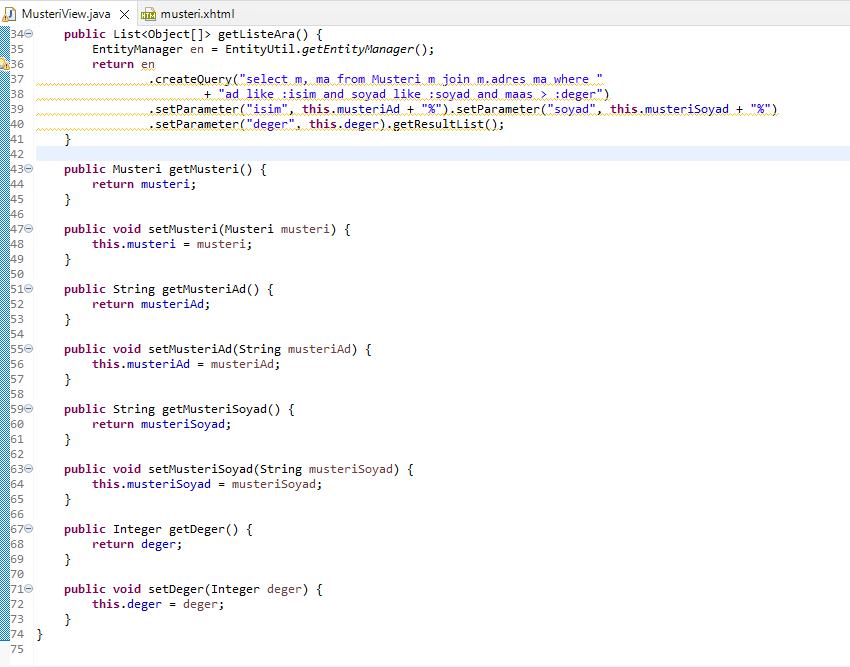 MusteriView.java musteri.xhtml
34 public List<Object[]> getListeAra() {
35 EntityManager en = EntityUtil.getEntityManager();
36 return en
37 .createQuery("select m, ma from Musteri m join m.adres ma where "
38 + "ad like :isim and soyad like :soyad and maas > :deger")
39 .setParameter("isim", this.musteriAd + "%").setParameter("soyad", this.musteriSoyad + "%")
40 .setParameter("deger", this.deger).getResultList();
41 }
42
43 public Musteri getMusteri() {
44 return musteri;
45 }
46
47 public void setMusteri(Musteri musteri) {
48 this.musteri = musteri;
49 }
50
51 public String getMusteriAd() {
52 return musteriAd;
53 }
54
55 public void setMusteriAd(String musteriAd) {
56 this.musteriAd = musteriAd;
57 }
58
59 public String getMusteriSoyad() {
60 return musteriSoyad;
61 }
62
63 public void setMusteriSoyad(String musteriSoyad) {
64 this.musteriSoyad = musteriSoyad;
65 }
66
67 public Integer getDeger() {
68 return deger;
69 }
70
71 public void setDeger(Integer deger) {
72 this.deger = deger;
73 }
74 }
75